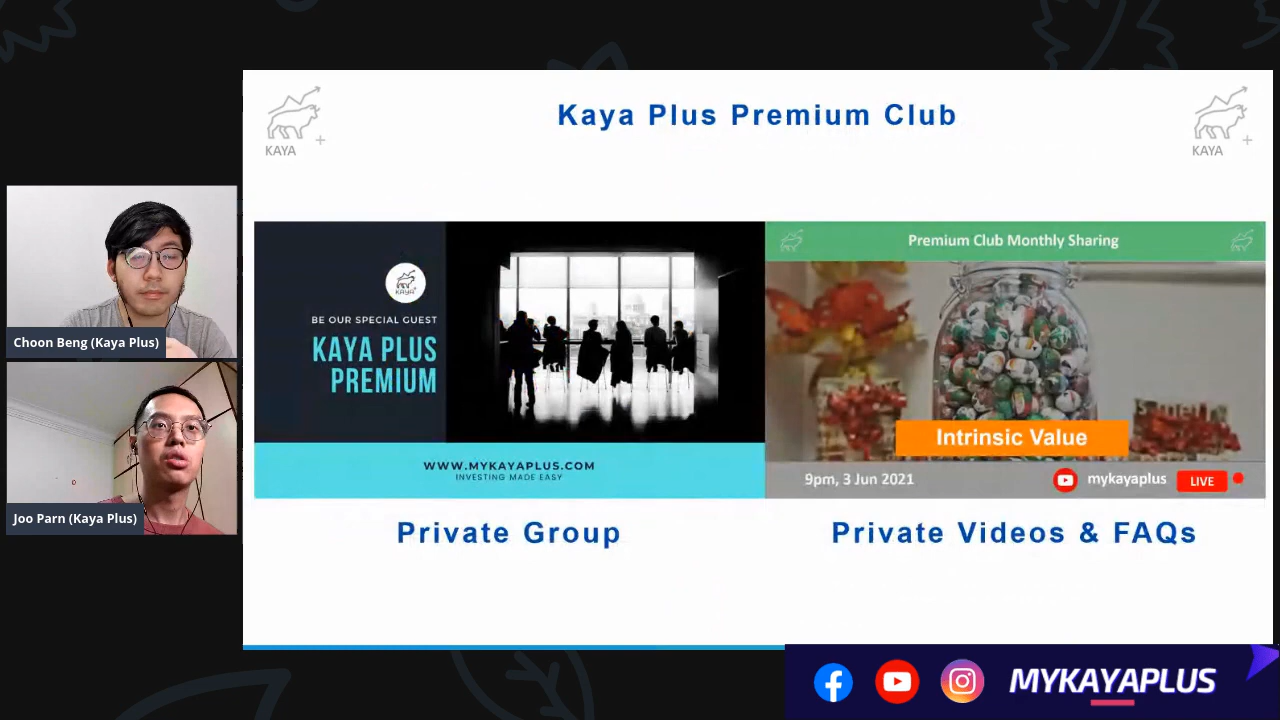 Kaya Plus Premium Club
KAYA
KAYA
Choon Beng (Kaya Plus)
Joo Parn (Kaya Plus)
KAYA
BE OUR SPECIAL GUEST
KAYA PLUS
PREMIUM
WWW.MYKAYAPLUS.COM
INVESTING MADE EASY
Premium Club Monthly Sharing
Intrinsic Value
9pm, 3 Jun 2021
mykayaplus
LIVE
Private Group
Private Videos & FAQs
MYKAYAPLUS